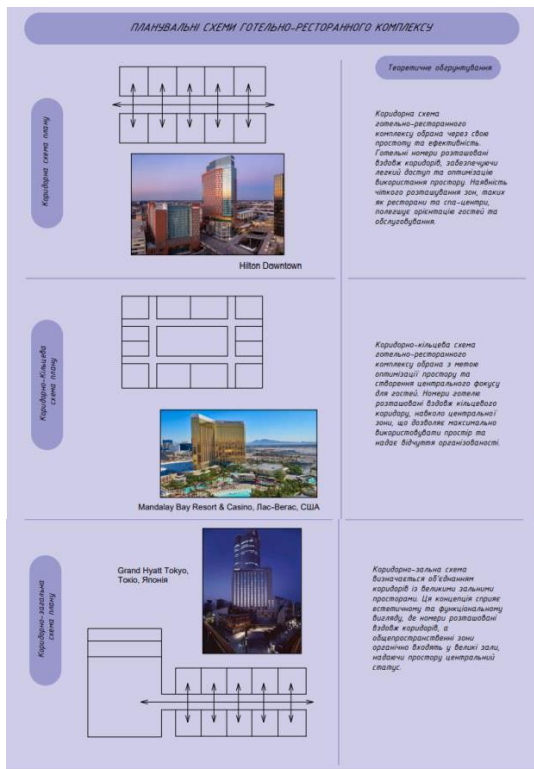 ПЛАНУВАЛЬНІ СХЕМИ ГОТЕЛЬНО-РЕСТОРАННОГО КОМПЛЕКСУ
Теоретичне обґрунтування
Коридорна схема плану
Коридорна схема
готельно-ресторанного
комплексу обрана через свою
простоту та ефективність.
Готельні номери розташовані
вздовж коридорів, забезпечуючи
легкий доступ та оптимізацію
використання простору. Наявність
чіткого розташування зон, таких
як ресторани та спа-центри,
полегшує орієнтацію гостей та
обслуговування.
Hilton Downtown
Коридорно-Кільцева
схема плану
Коридорно-кільцева схема
готельно-ресторанного
комплексу обрана з метою
оптимізації простору та
створення центрального фокусу
для гостей. Номери готелю
розташовані вздовж кільцевого
коридору, навколо центральної
зони, що дозволяє максимально
використовувати простір та
надає відчуття організованості.
Mandalay Bay Resort & Casino, Лас-Вегас, США
Коридорно-загальна
схема плану
Grand Hyatt Tokyo,
Токіо, Японія
Коридорно-зальна схема
визначається об'єднанням
коридорів із великими зальними
просторами. Ця концепція сприяє
естетичному та функціональному
вигляду, де номери розташовані
вздовж коридорів, а
общепространственні зони
органічно входять у великі зали,
надаючи простору центральний
статус.